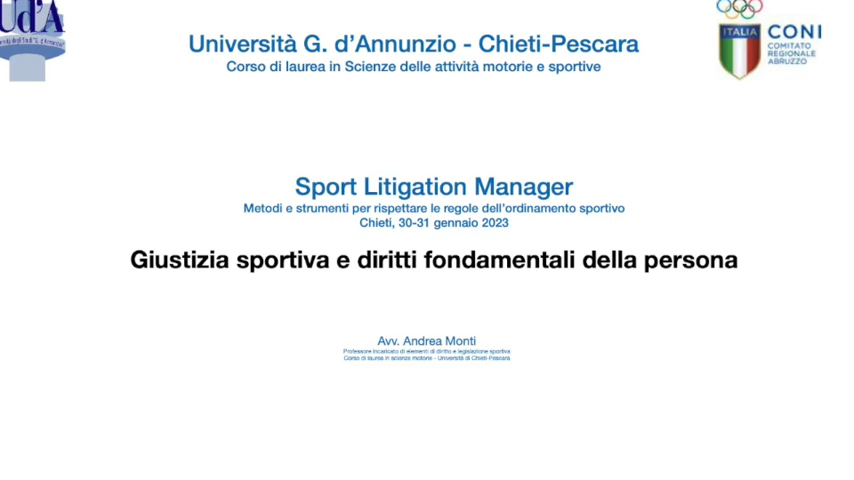 Ud'A
Università G. d'Annunzio - Chieti-Pescara
Corso di laurea in Scienze delle attività motorie e sportive
ITALIA
CONI
COMITATO
REGIONALE
ABRUZZO
Sport Litigation Manager
Metodi e strumenti per rispettare le regole dell'ordinamento sportivo
Chieti, 30-31 gennaio 2023
Giustizia sportiva e diritti fondamentali della persona
Avv. Andrea Monti
Professore incaricato di elementi di diritto e legislazione sportiva
Corso di laurea in scienze motorie - Università di Chieti-Pescara